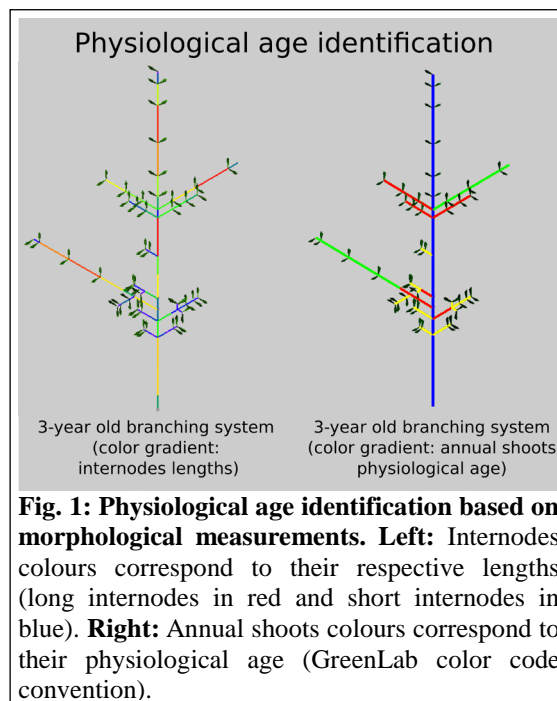 Physiological age identification
3-year old branching system
(color gradient:
internodes lengths)
3-year old branching system
(color gradient: annual shoots
physiological age)
Fig. 1: Physiological age identification based on
morphological measurements. Left: Internodes
colours correspond to their respective lengths
(long internodes in red and short internodes in
blue). Right: Annual shoots colours correspond to
their physiological age (GreenLab color code
convention).